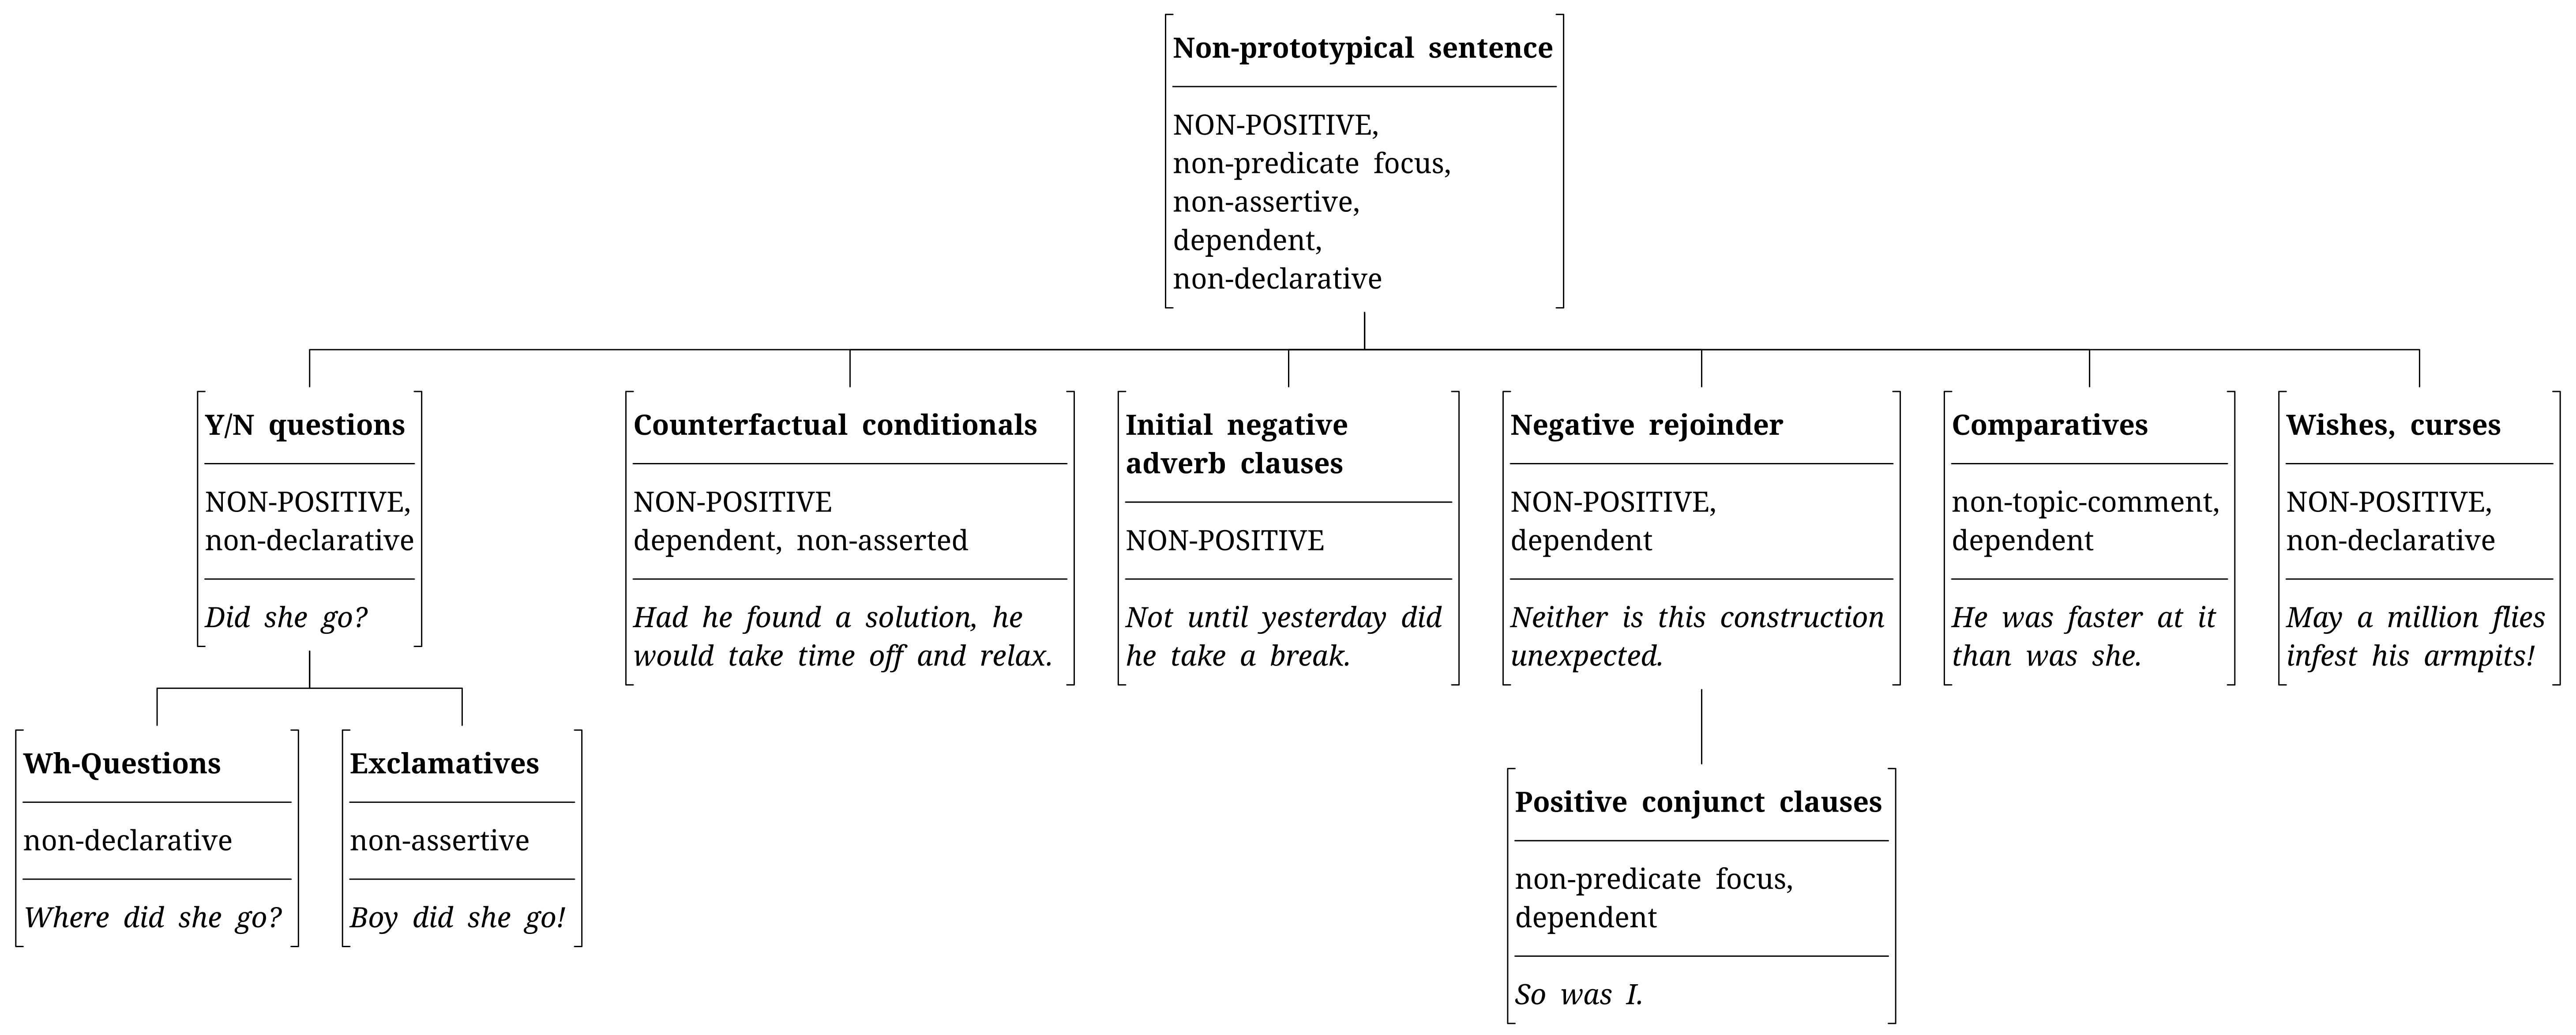 Non-prototypical sentence
NON-POSITIVE,
non-predicate focus,
non-assertive,
dependent,
non-declarative
Y/N questions
NON-POSITIVE,
non-declarative
Did she go?
Counterfactual conditionals
NON-POSITIVE
dependent, non-asserted
Had he found a solution, he
would take time off and relax.
Initial negative
adverb clauses
NON-POSITIVE
Not until yesterday did
he take a break.
Negative rejoinder
NON-POSITIVE,
dependent
Neither is this construction
unexpected.
Comparatives
non-topic-comment,
dependent
He was faster at it
than was she.
Wishes, curses
NON-POSITIVE,
non-declarative
May a million flies
infest his armpits!
Wh-Questions
non-declarative
Where did she go?
Exclamatives
non-assertive
Boy did she go!
Positive conjunct clauses
non-predicate focus,
dependent
So was I.